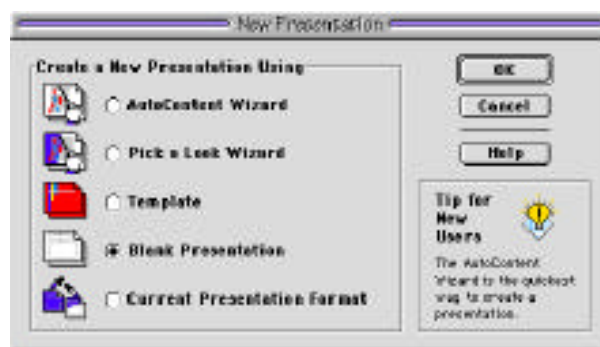 New Presentation
Create a New Presentation Using
AutoContent Wizard
Pick a Look Wizard
Template
Blank Presentation
Current Presentation Format
OK
Cancel
Help
Tip for
New
Users
The AutoContent
Wizard is the quickest
way to create a
presentation.